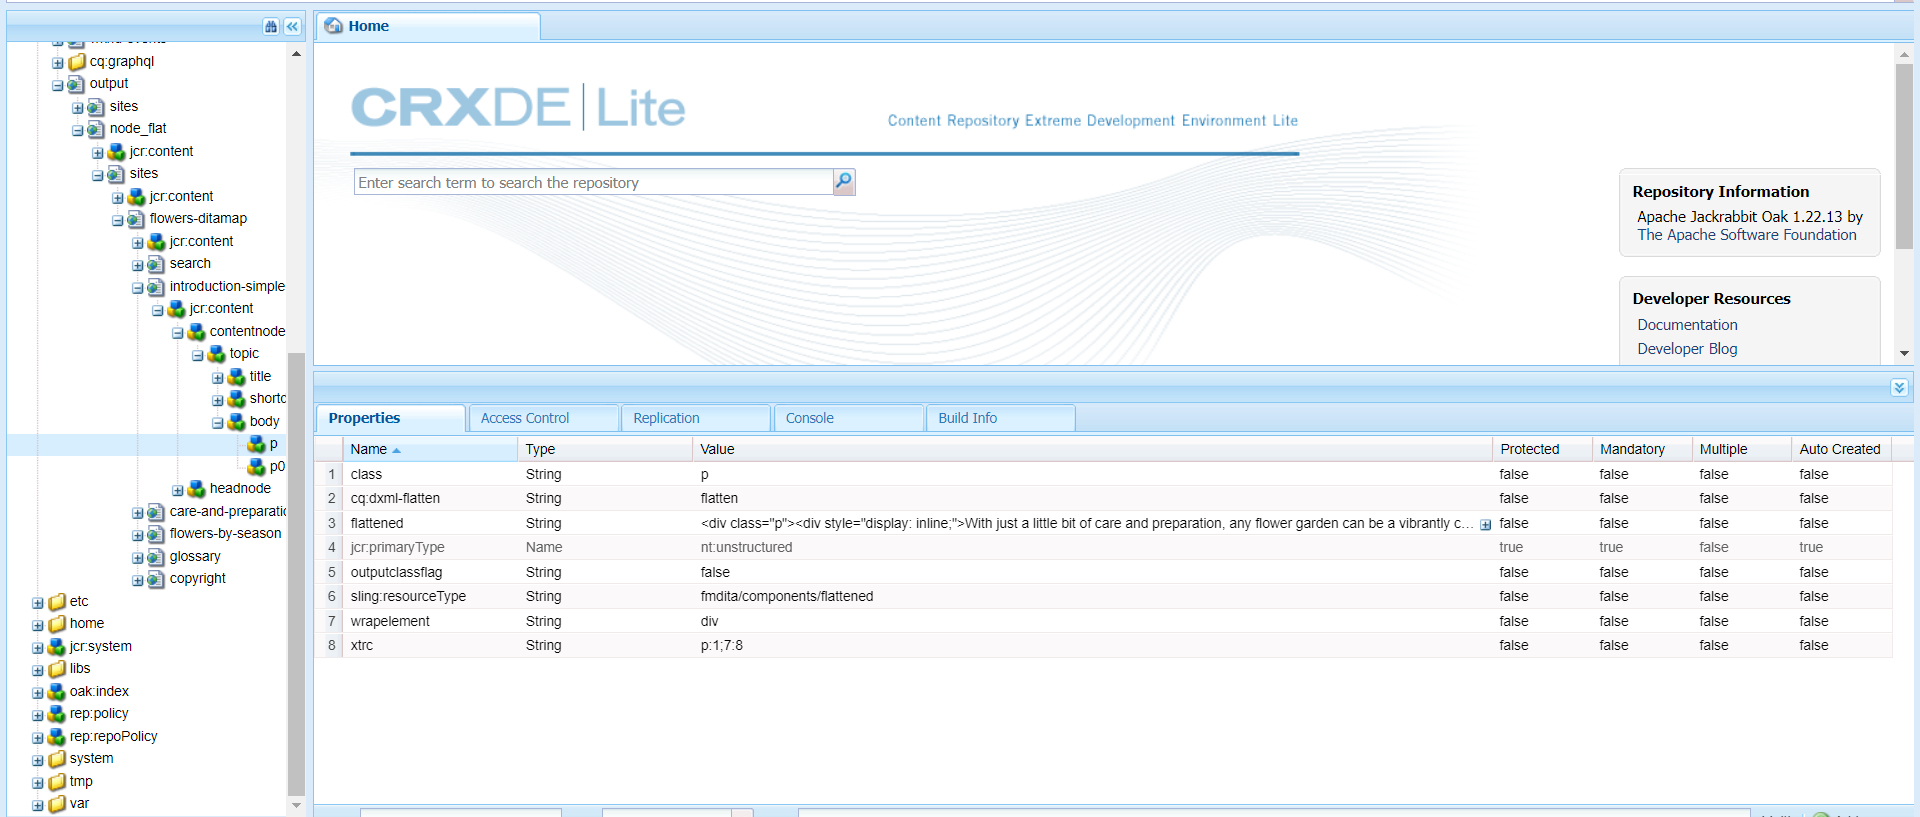 cq:graphql
output
sites
node_flat
jcr:content
sites
jcr:content
flowers-ditamap
jcr:content
search
introduction-simple
jcr:content
contentnode
topic
title
shortc
body
p
p0
headnode
care-and-preparatic
flowers-by-season
glossary
copyright
etc
home
jcr:system
libs
oak:index
rep:policy
rep:repoPolicy
system
tmp
var
Home
CRXDE | Lite
Content Repository Extreme Development Environment Lite
Enter search term to search the repository
Repository Information
Apache Jackrabbit Oak 1.22.13 by
The Apache Software Foundation
Developer Resources
Documentation
Developer Blog
Properties Access Control Replication Console Build Info
Name Type Value Protected Mandatory Multiple Auto Created
1 class String p false false false false
2 cq:dxml-flatten String flatten false false false false
3 flattened String <div class="p"><div style="display: inline;">With just a little bit of care and preparation, any flower garden can be a vibrantly c... false false false false
4 jcr:primaryType Name nt:unstructured true true false true
5 outputclassflag String false false false false false
6 sling:resourceType String fmdita/components/flattened false false false false
7 wrapelement String div false false false false
8 xtrc String p:1;7:8 false false false false